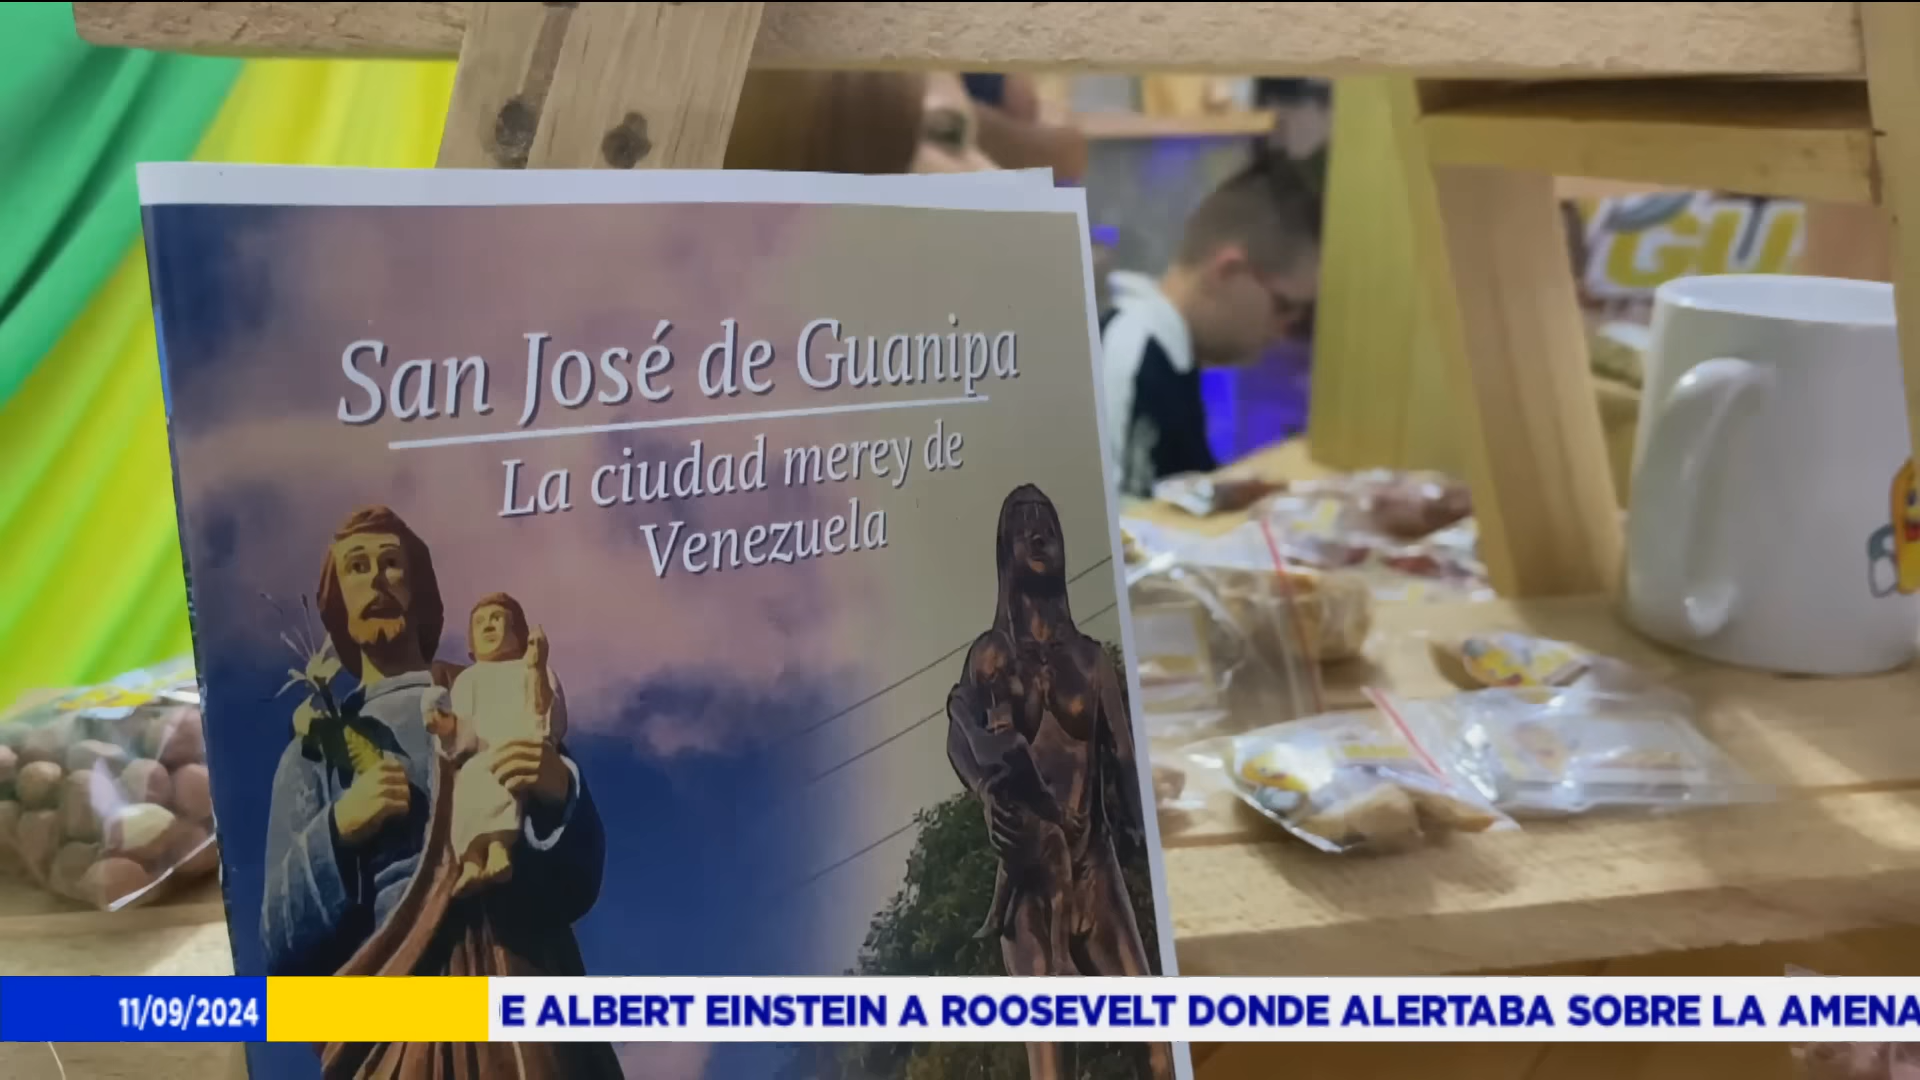 San José de Guanipa
La ciudad merey de
Venezuela
GU
11/09/2024
E ALBERT EINSTEIN A ROOSEVELT DONDE ALERTABA SOBRE LA AMENA